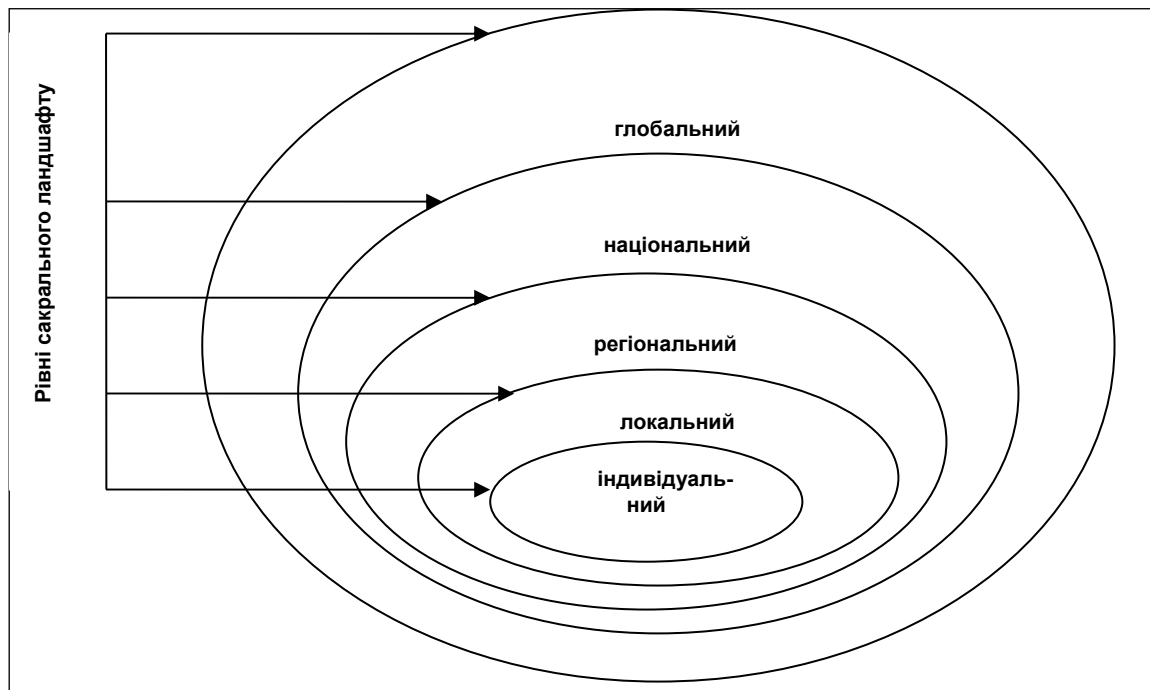 Рівні сакрального ландшафту
глобальний
національний
регіональний
локальний
індивідуаль-
ний